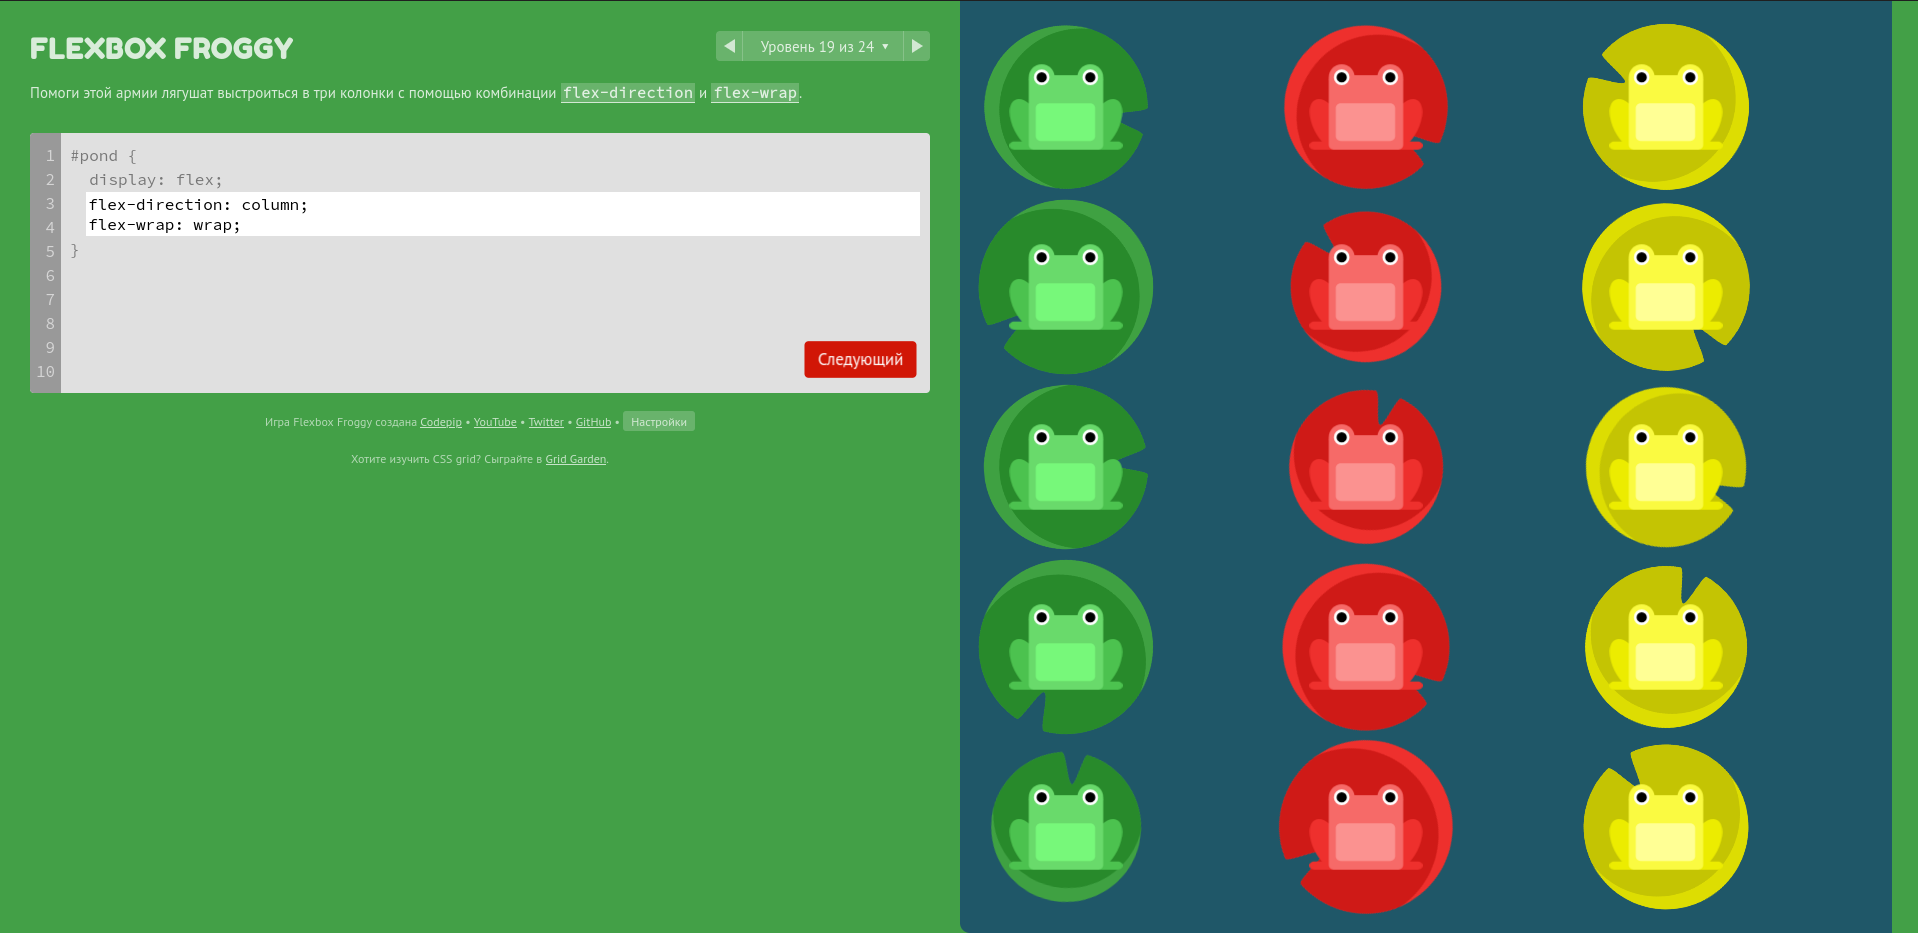 FLEXBOX FROGGY
Уровень 19 из 24 ▾
Помоги этой армии лягушат выстроиться в три колонки с помощью комбинации flex-direction и flex-wrap.
1 #pond {
2 display: flex;
3 flex-direction: column;
4 flex-wrap: wrap;
5 }
6
7
8
9
10
Следующий
Игра Flexbox Froggy создана Codepip • YouTube • Twitter • GitHub • Настройки
Хотите изучить CSS grid? Сыграйте в Grid Garden.